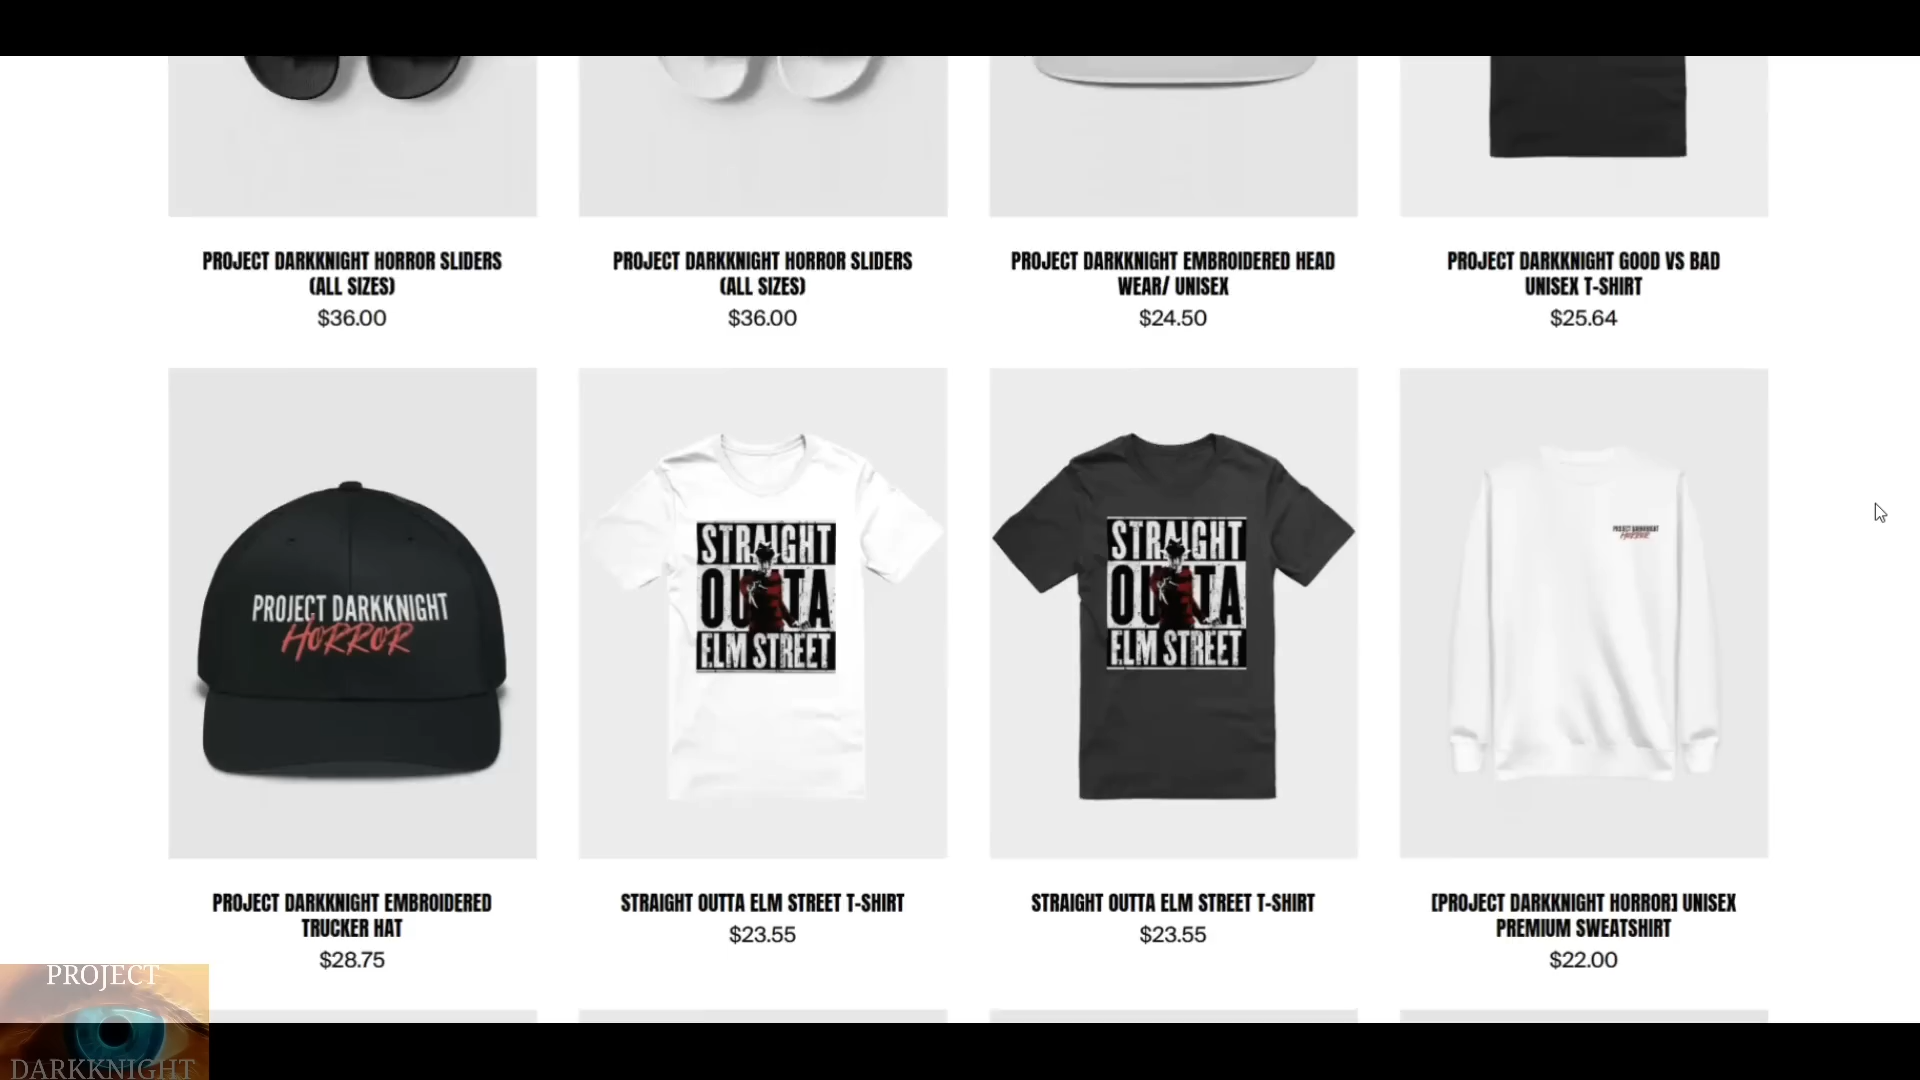 PROJECT DARKKNIGHT HORROR SLIDERS
(ALL SIZES)
$36.00
PROJECT DARKKNIGHT HORROR SLIDERS
(ALL SIZES)
$36.00
PROJECT DARKKNIGHT EMBROIDERED HEAD
WEAR/ UNISEX
$24.50
PROJECT DARKKNIGHT GOOD VS BAD
UNISEX T-SHIRT
$25.64
PROJECT DARKKNIGHT
HORROR
STRAIGHT
OUTTA
ELM STREET
STRAIGHT
OUTTA
ELM STREET
PROJECT DARKKNIGHT
HORROR
PROJECT DARKKNIGHT EMBROIDERED
TRUCKER HAT
$28.75
STRAIGHT OUTTA ELM STREET T-SHIRT
$23.55
STRAIGHT OUTTA ELM STREET T-SHIRT
$23.55
[PROJECT DARKKNIGHT HORROR] UNISEX
PREMIUM SWEATSHIRT
$22.00
PROJECT
DARKKNIGHT